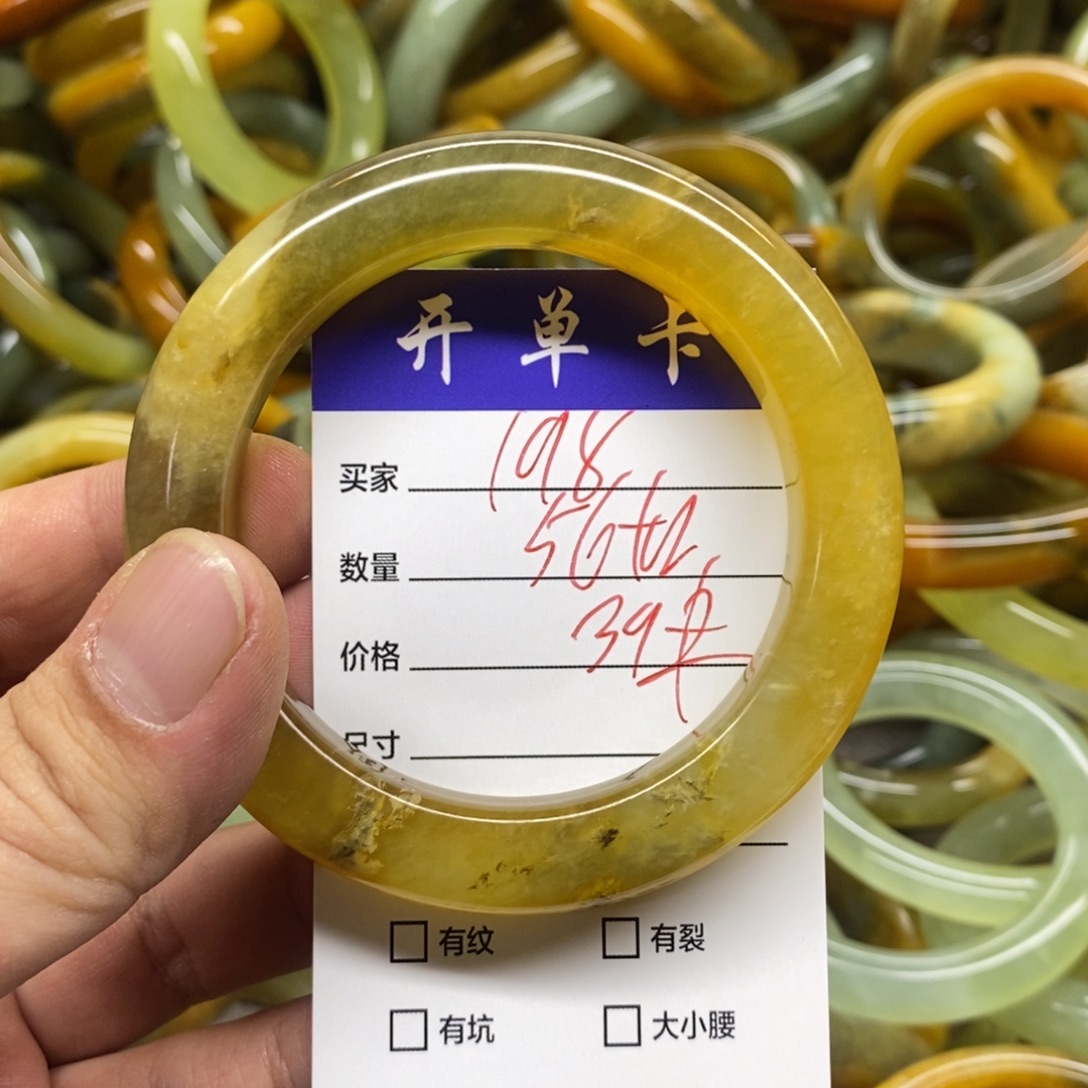 开单卡
买家 198
数量 56
价格 39
尺寸
有纹 有裂
有坑 大小腰